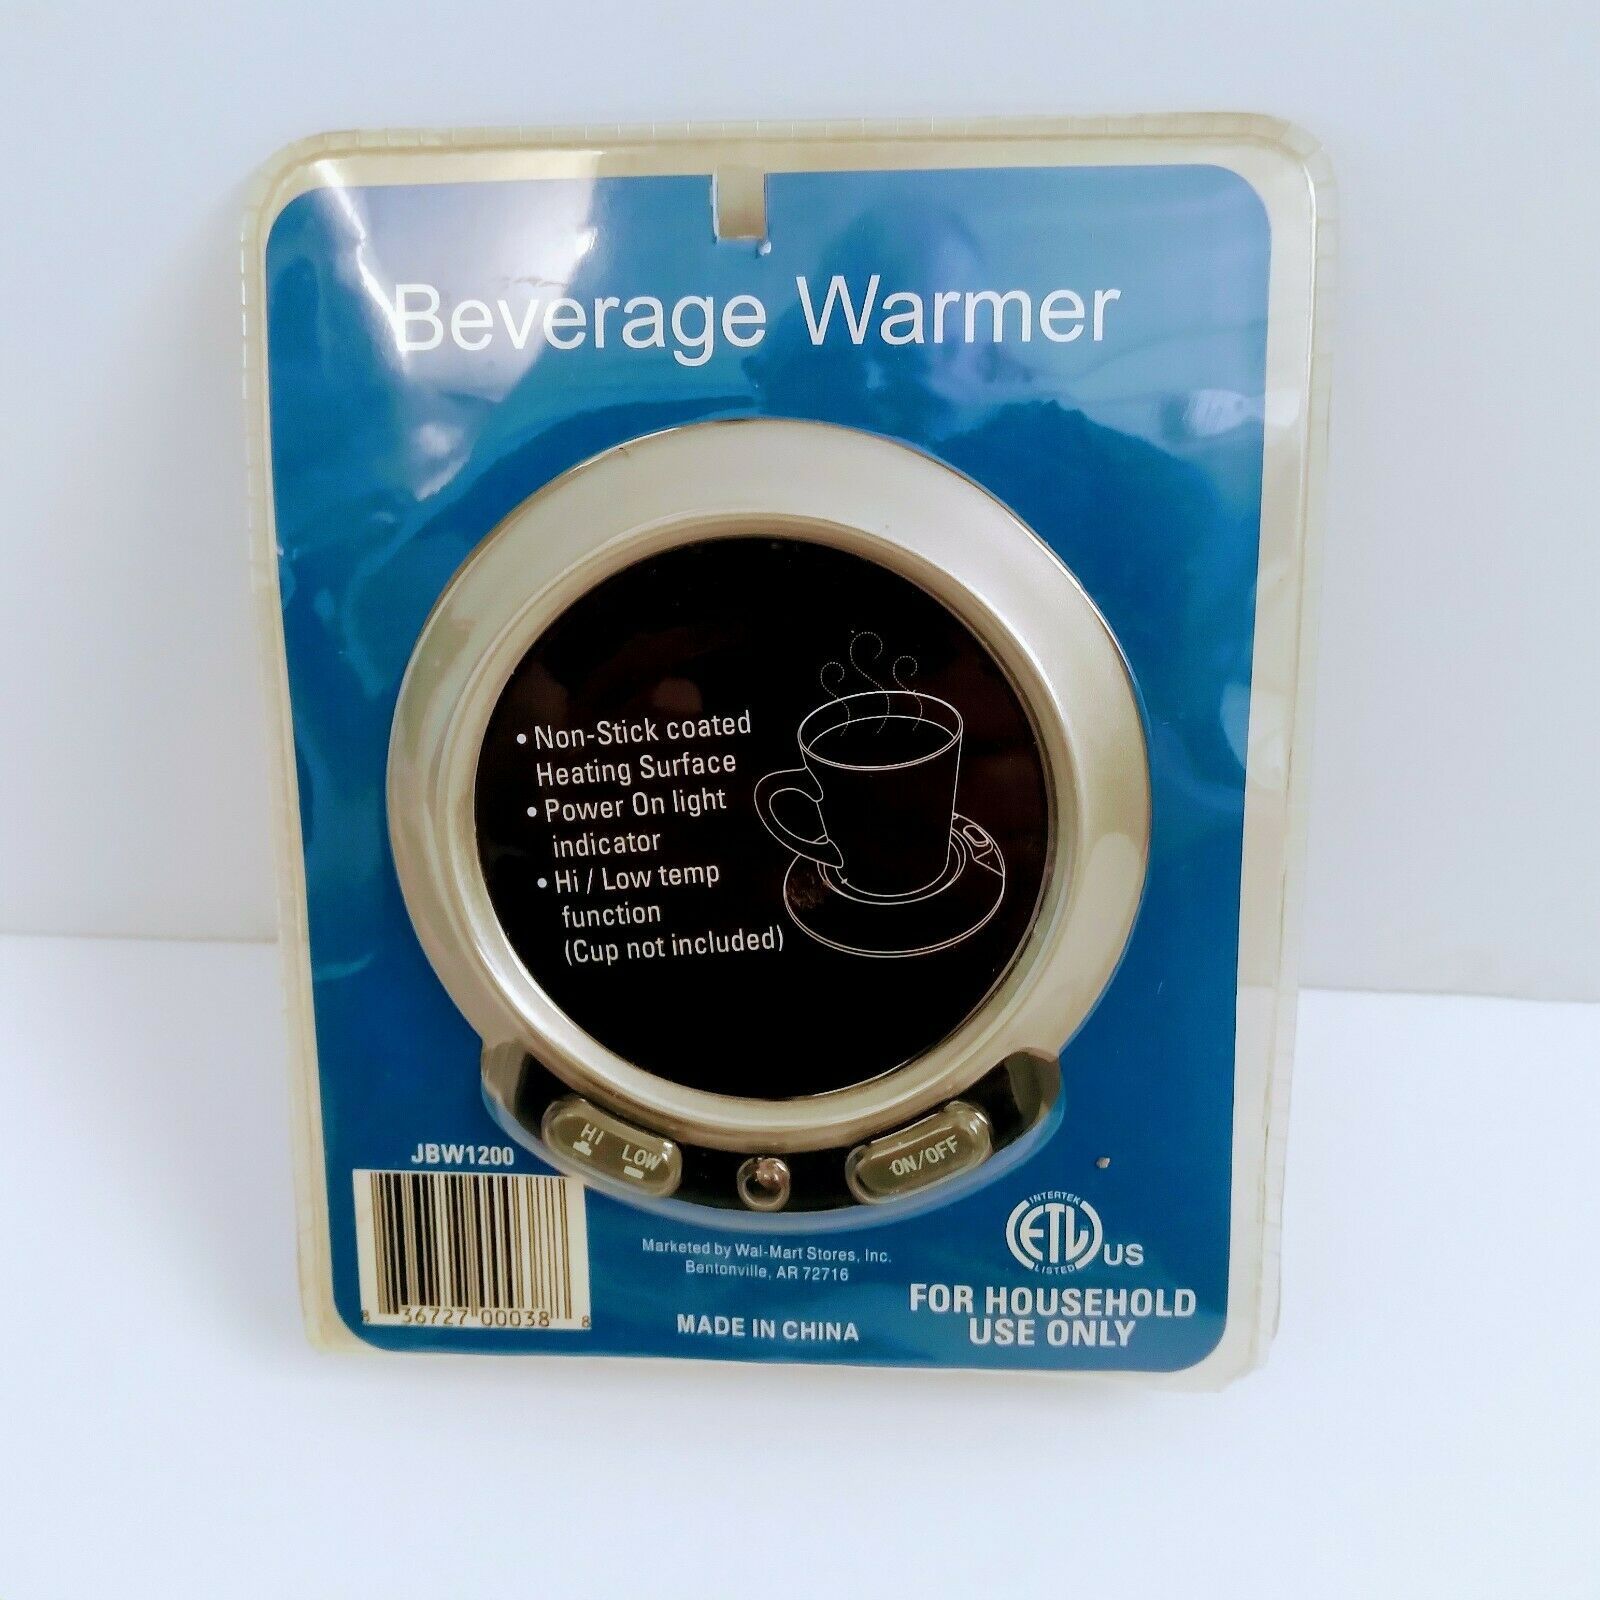 Beverage Warmer
• Non-Stick coated
Heating Surface
• Power On light
indicator
• Hi / Low temp
function
(Cup not included)
HI LOW
ON/OFF
JBW1200
8 36727 00038 8
Marketed by Wal-Mart Stores, Inc.
Bentonville, AR 72716
MADE IN CHINA
INTERTEK
ETL
LISTED
US
FOR HOUSEHOLD
USE ONLY